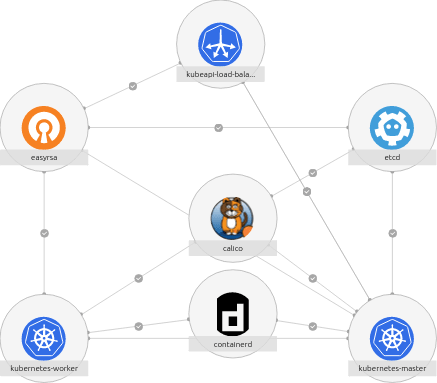 kubeapi-load-bala...
easyrsa
etcd
calico
containerd
kubernetes-worker
kubernetes-master